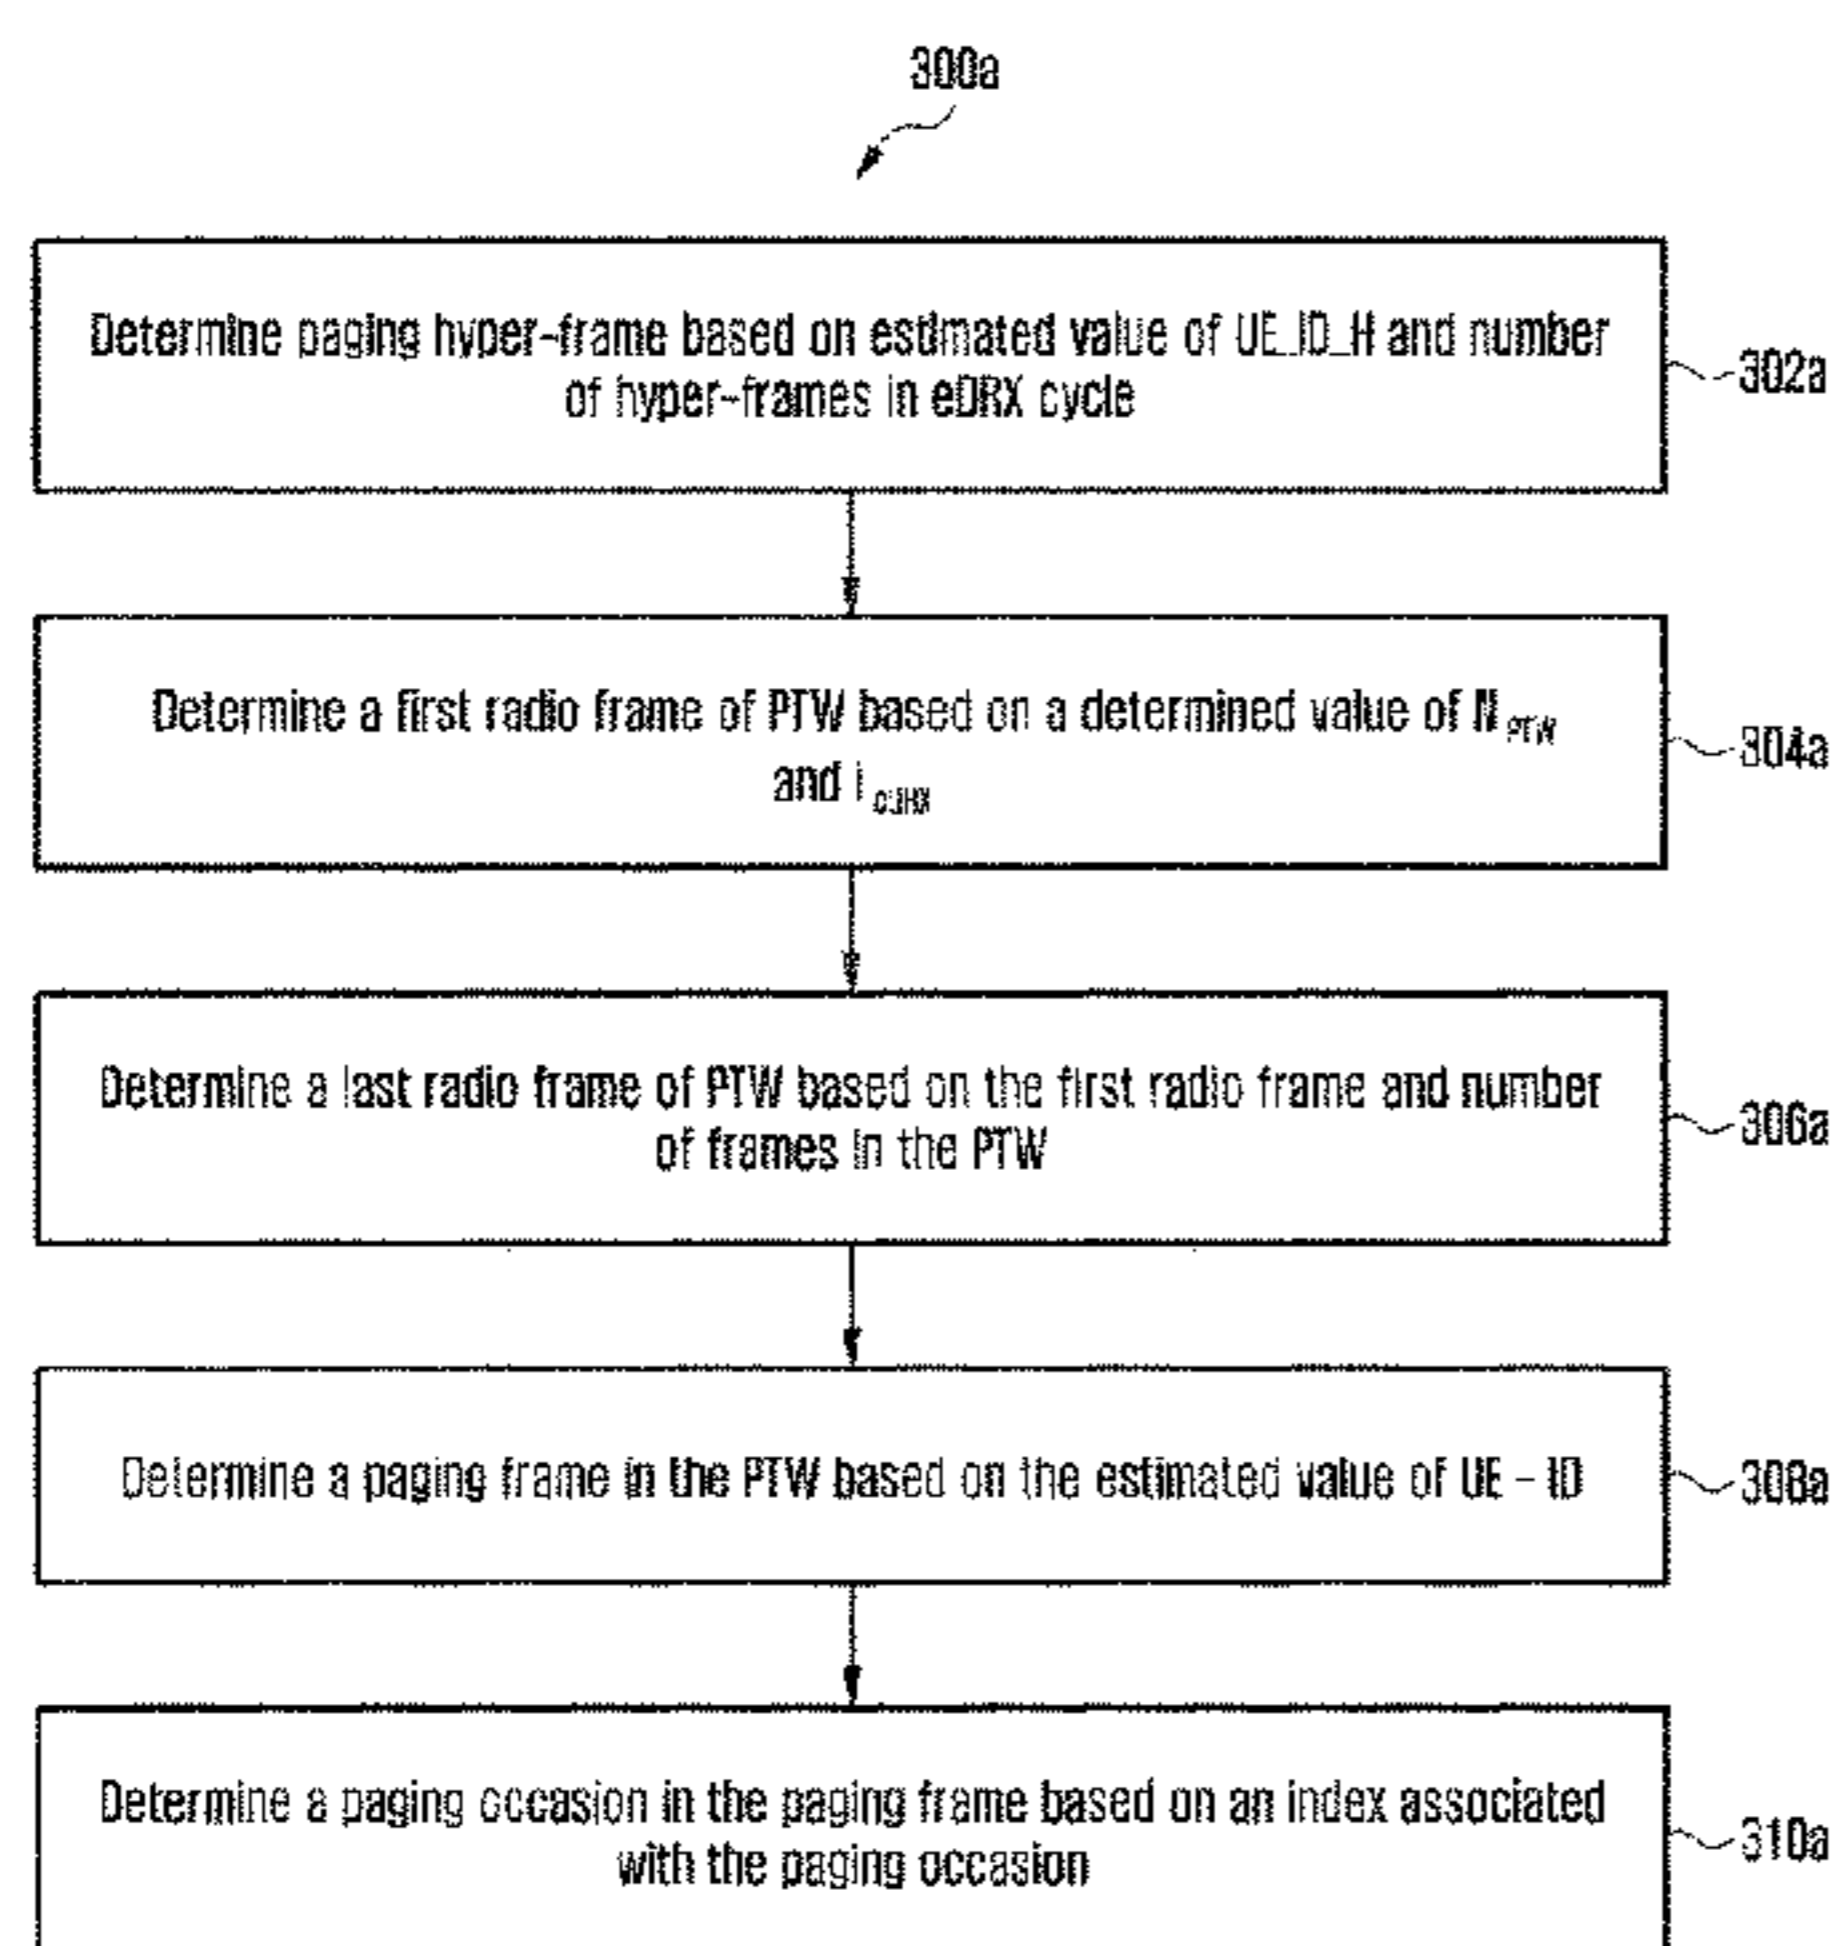 300a
Determine paging hyper-frame based on estimated value of UE_ID_H and number
of hyper-frames in eDRX cycle
302a
Determine a first radio frame of PTW based on a determined value of N PTW
and i eDRX
304a
Determine a last radio frame of PTW based on the first radio frame and number
of frames in the PTW
306a
Determine a paging frame in the PTW based on the estimated value of UE - ID
308a
Determine a paging occasion in the paging frame based on an index associated
with the paging occasion
310a